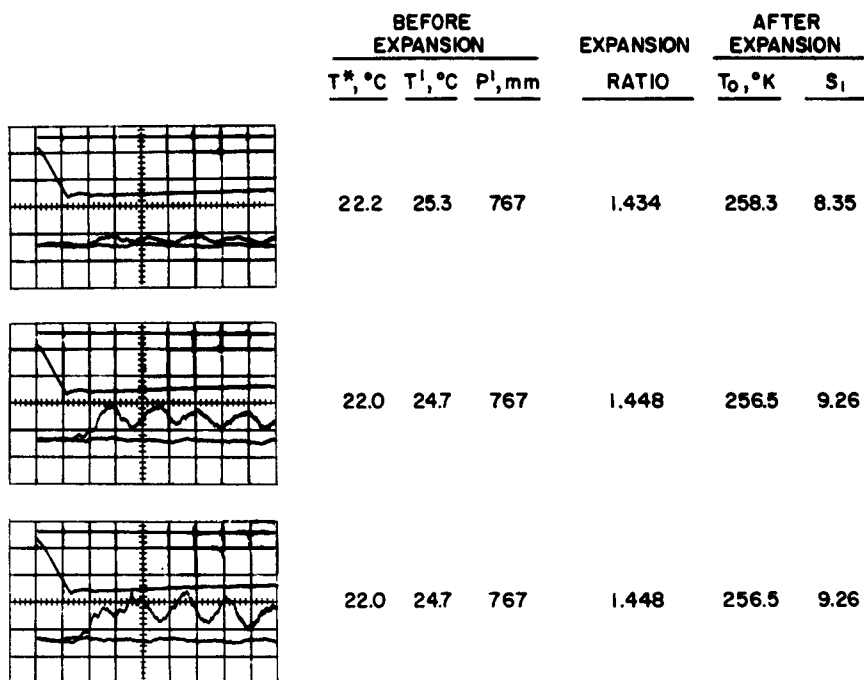 BEFORE EXPANSION AFTER
EXPANSION EXPANSION
T*, °C T', °C P', mm RATIO T₀, °K S₁
22.2 25.3 767 1.434 258.3 8.35
22.0 24.7 767 1.448 256.5 9.26
22.0 24.7 767 1.448 256.5 9.26